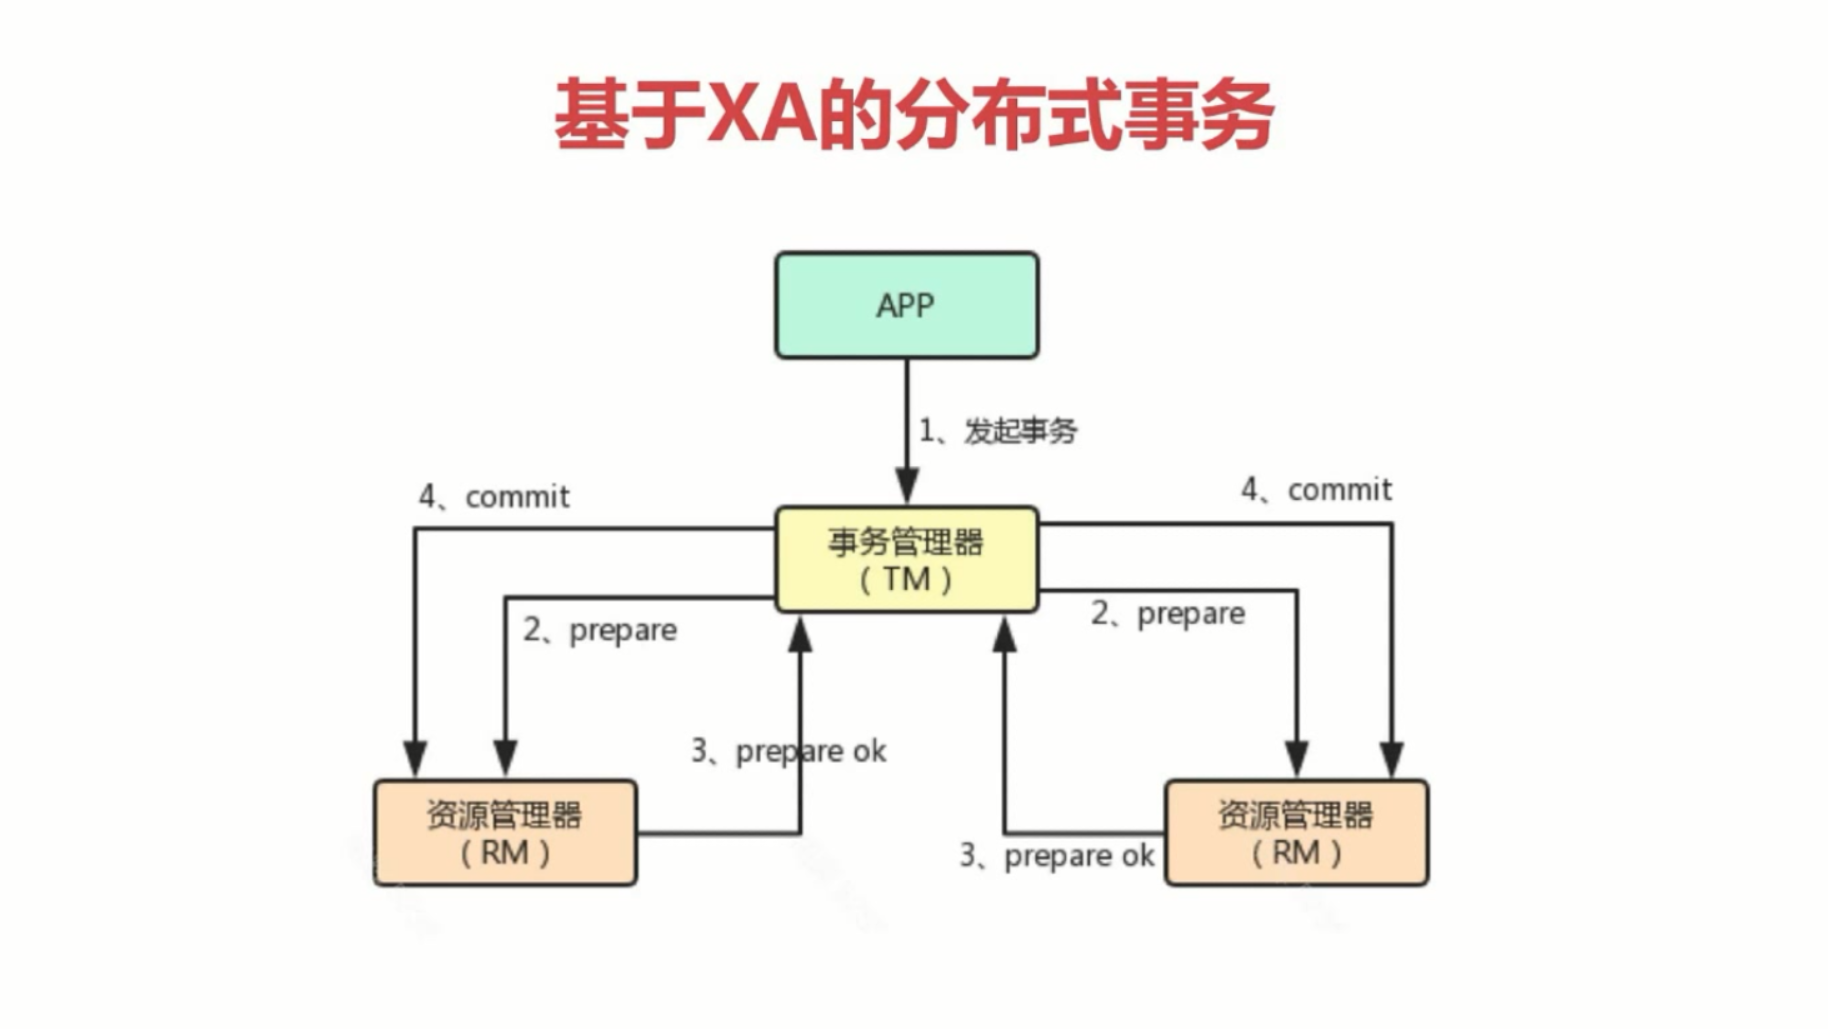 基于XA的分布式事务
APP
1、发起事务
4、commit
4、commit
事务管理器
（TM）
2、prepare
2、prepare
3、prepare ok
资源管理器
（RM）
3、prepare ok
资源管理器
（RM）